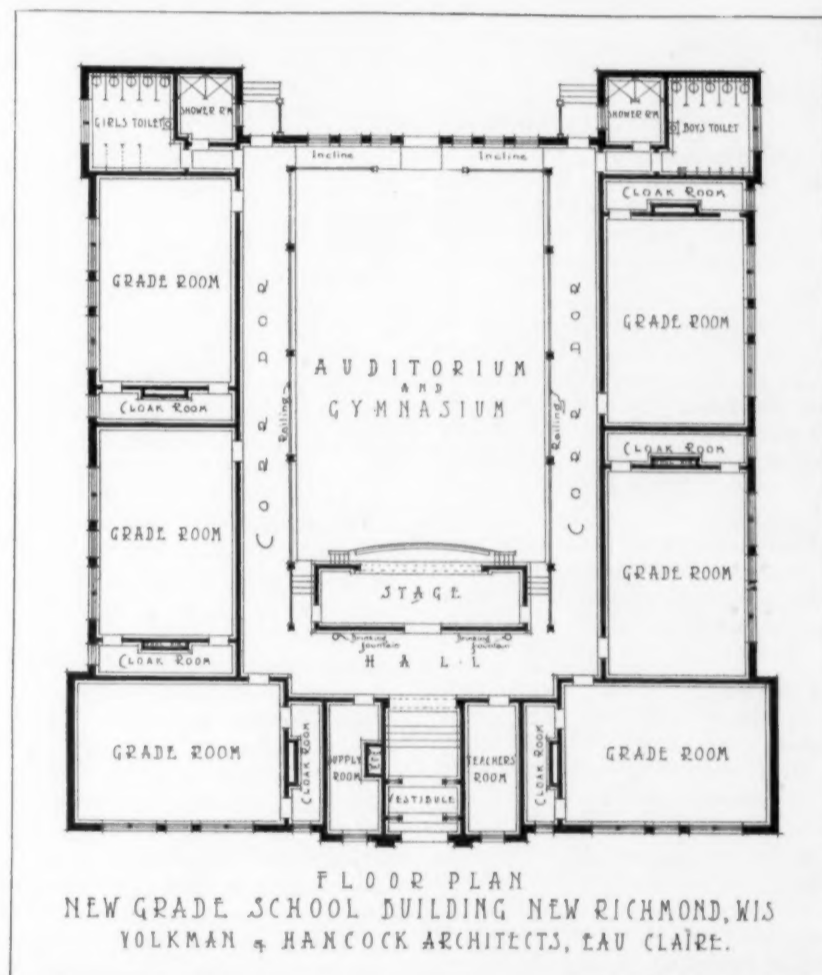 GIRLS TOILET
SHOWER RM
SHOWER RM
BOYS TOILET
Incline
Incline
CLOAK ROOM
GRADE ROOM
GRADE ROOM
CORRIDOR
CORRIDOR
AUDITORIUM
AND
GYMNASIUM
Railing
Railing
CLOAK ROOM
CLOAK ROOM
GRADE ROOM
GRADE ROOM
STAGE
Drinking
fountain
Drinking
fountain
HALL
CLOAK ROOM
GRADE ROOM
CLOAK ROOM
SUPPLY
ROOM
VESTIBULE
TEACHERS'
ROOM
CLOAK ROOM
GRADE ROOM
FLOOR PLAN
NEW GRADE SCHOOL BUILDING NEW RICHMOND, WIS
VOLKMAN & HANCOCK ARCHITECTS, EAU CLAIRE.